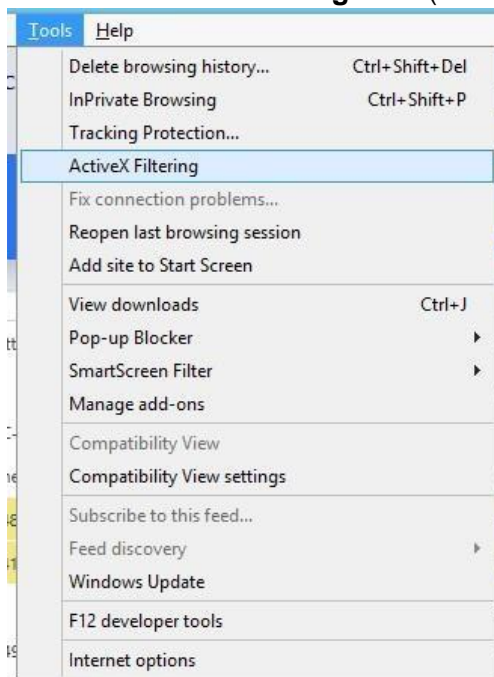 Tools Help
Delete browsing history... Ctrl+Shift+Del
InPrivate Browsing Ctrl+Shift+P
Tracking Protection...
ActiveX Filtering
Fix connection problems...
Reopen last browsing session
Add site to Start Screen
View downloads Ctrl+J
Pop-up Blocker
SmartScreen Filter
Manage add-ons
Compatibility View
Compatibility View settings
Subscribe to this feed...
Feed discovery
Windows Update
F12 developer tools
Internet options